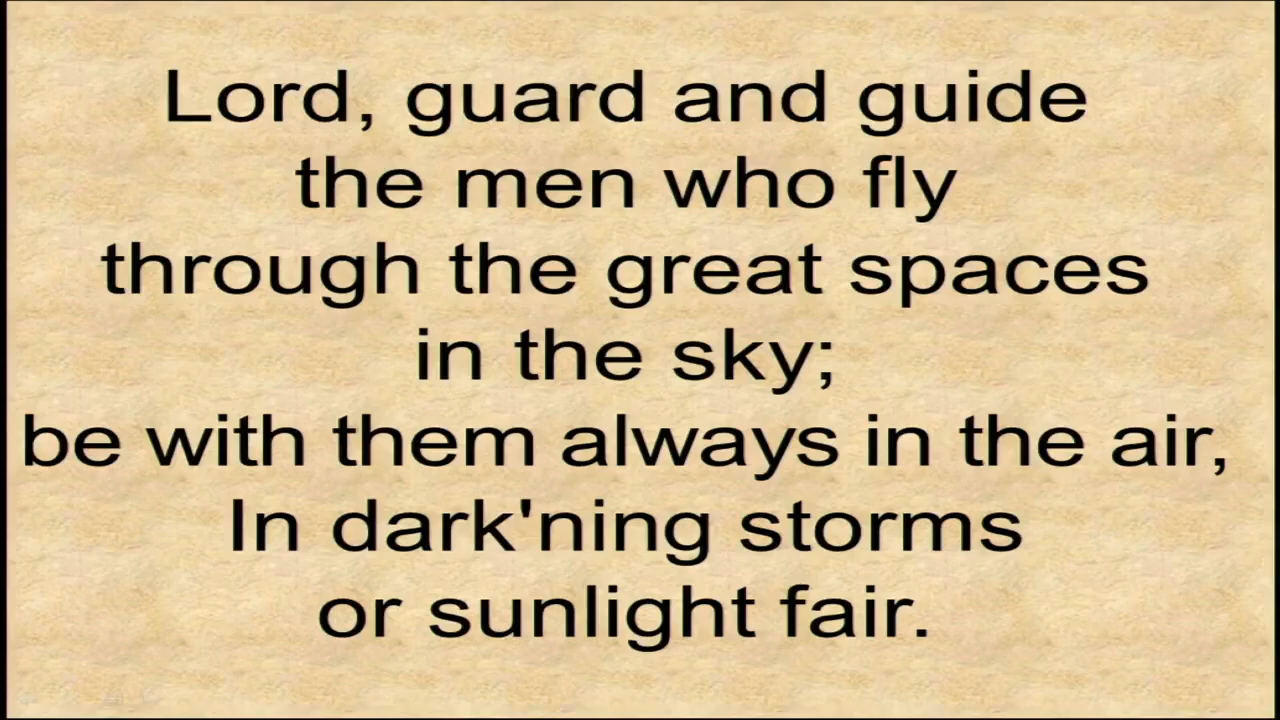 Lord, guard and guide
the men who fly
through the great spaces
in the sky;
be with them always in the air,
In dark'ning storms
or sunlight fair.